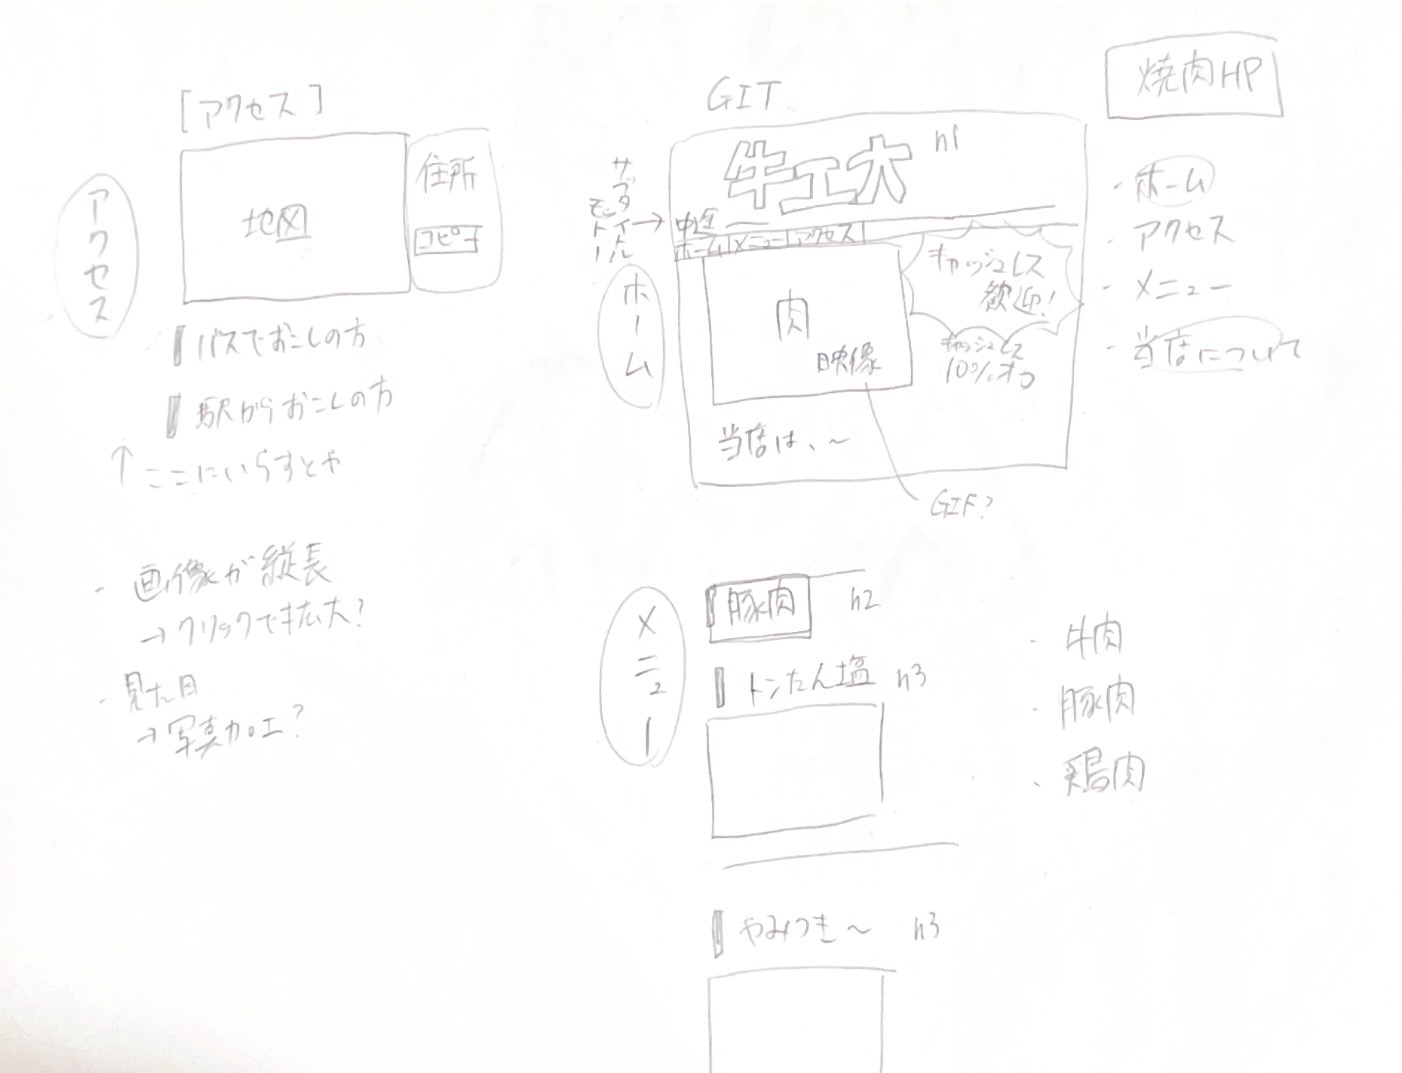 焼肉HP
・ホーム
・アクセス
・メニュー
・当店について
GIT
牛工大 h1
サブタイトル
ホーム|メニュー|アクセス
ホーム
肉
映像
キャッシュレス
歓迎!
キャッシュレス
10%オフ
当店は、～
GIF?
[アクセス]
アクセス
地図
住所
コピー
バスでおこしの方
駅からおこしの方
↑ここにいらすとや
・画像が縦長
→クリックで拡大?
・見た目
→写真加工?
メニュー
豚肉 h2
トンたん塩 h3
やみつき～ h3
・牛肉
・豚肉
・鶏肉